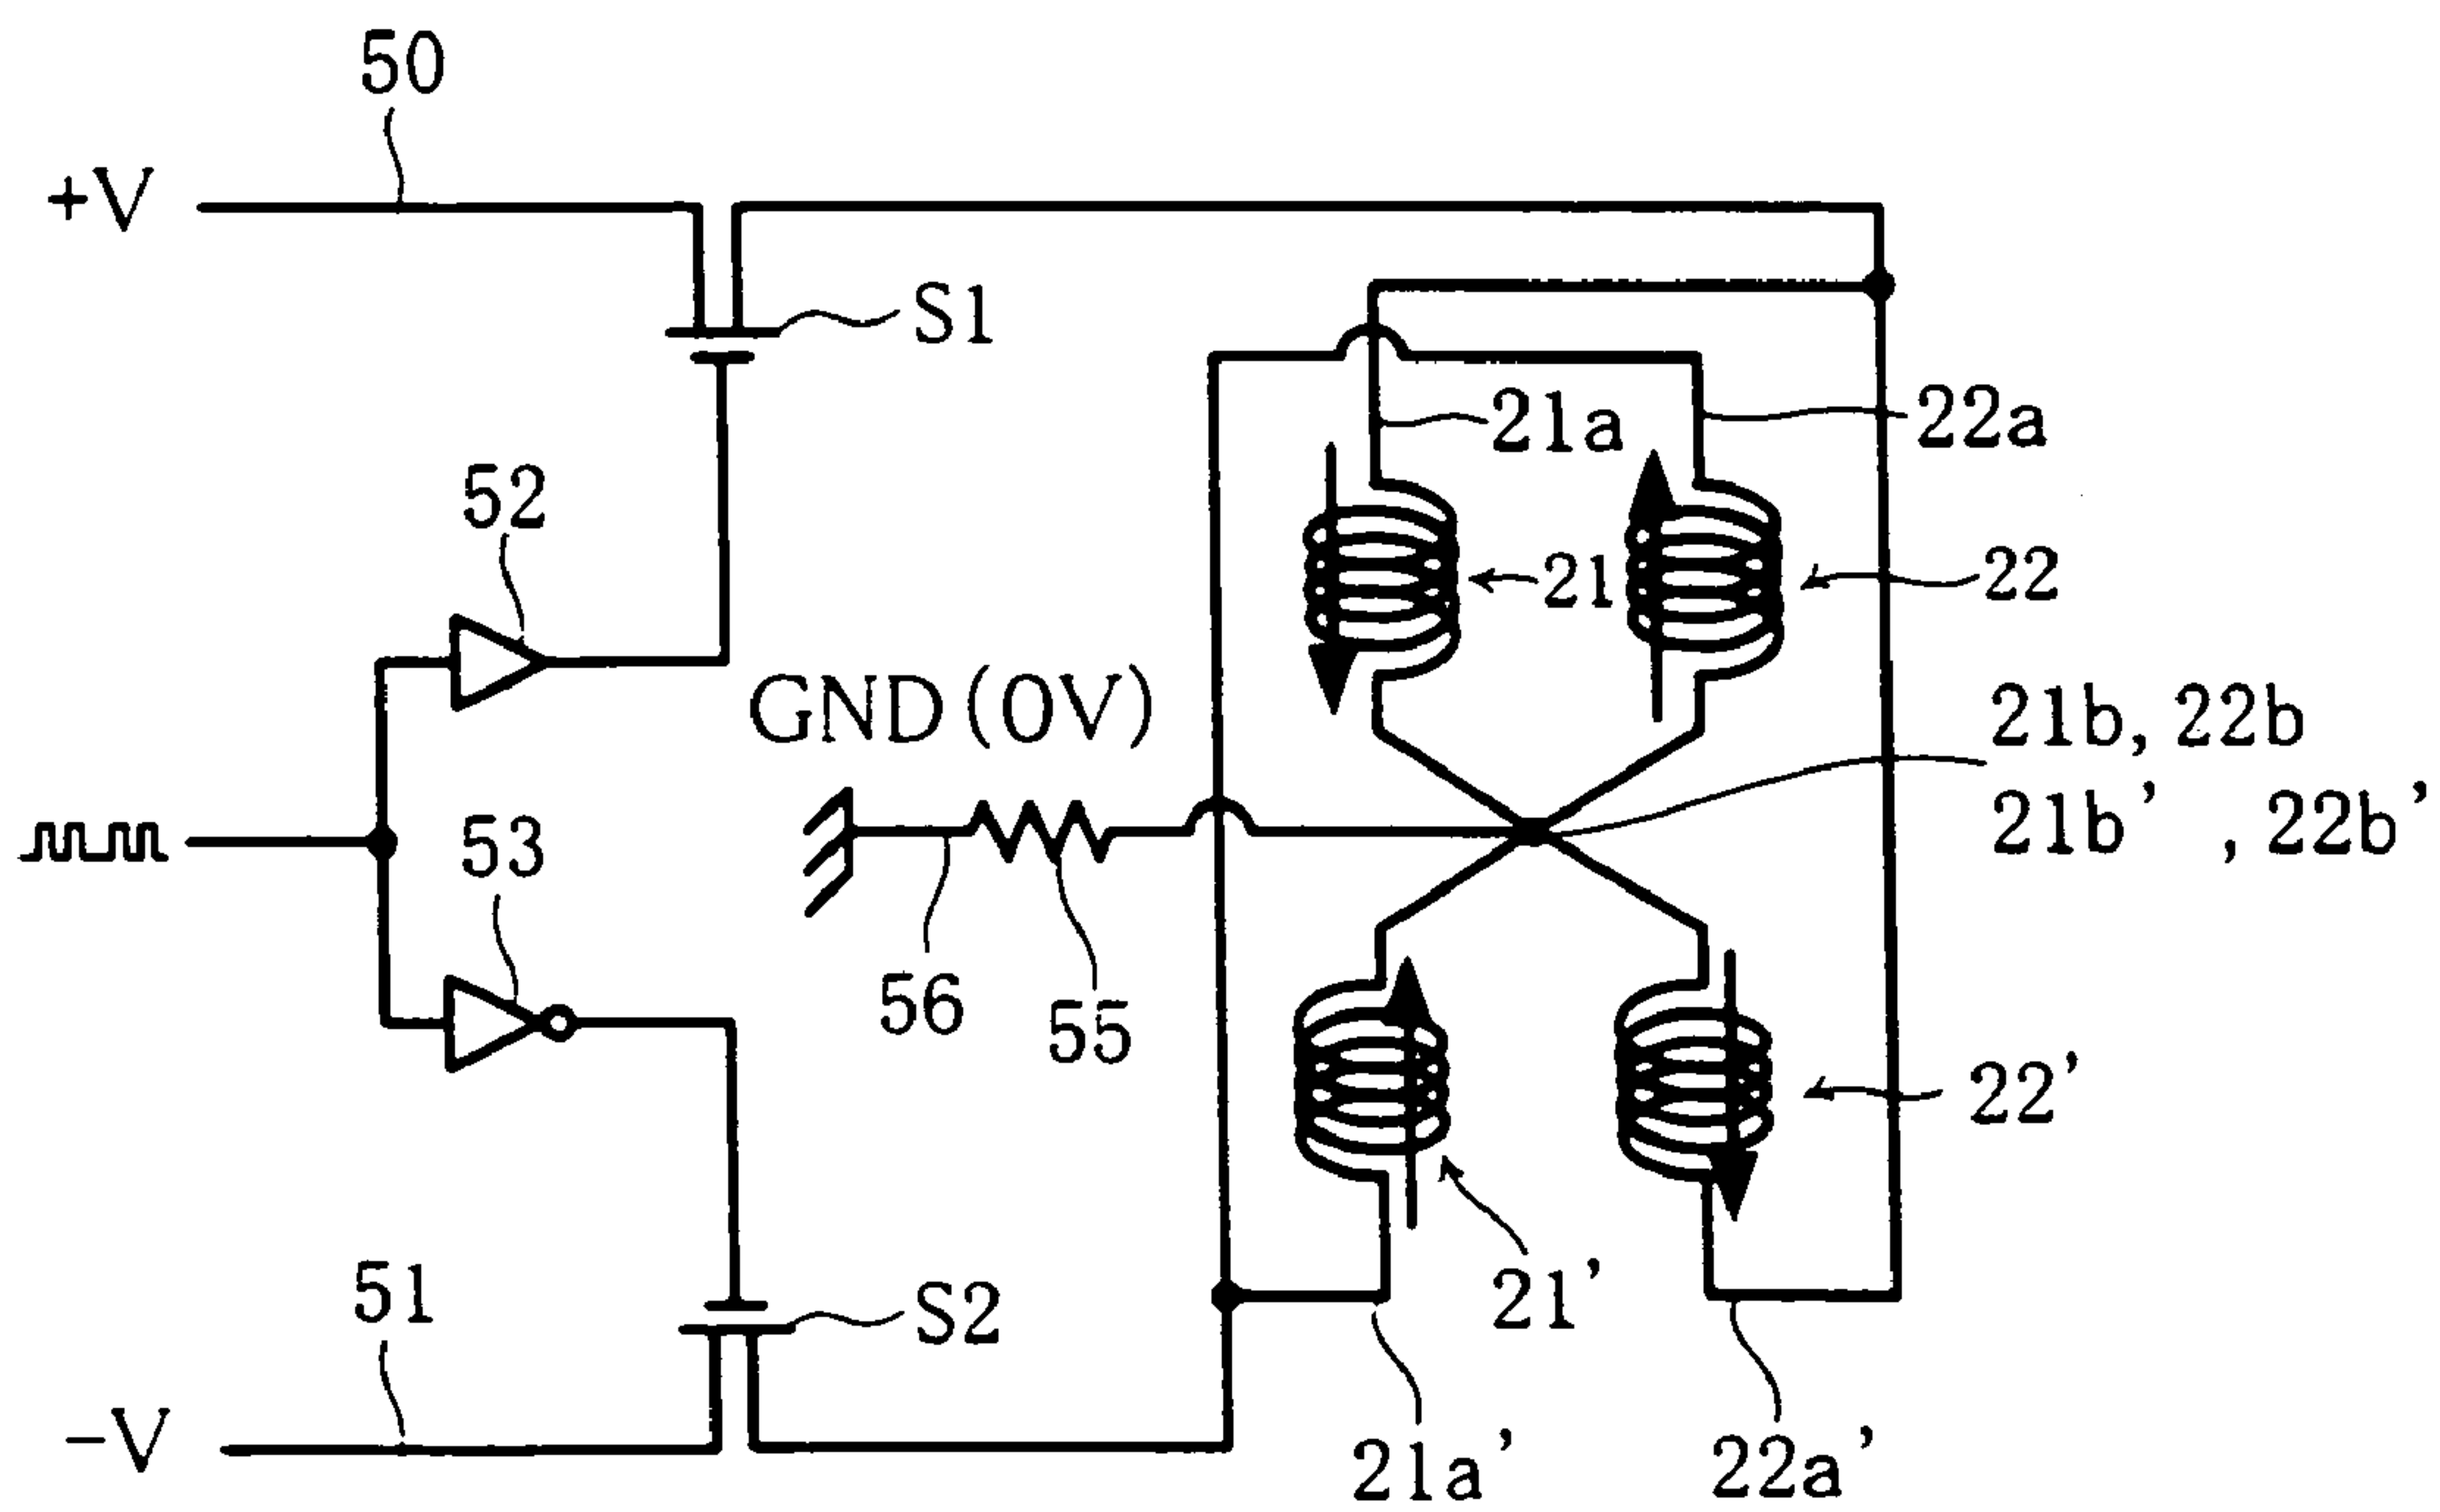 50
+V
S1
21a
22a
52
21
22
GND (0V)
21b, 22b
21b', 22b'
53
56
55
22'
51
S2
21'
-V
21a'
22a'